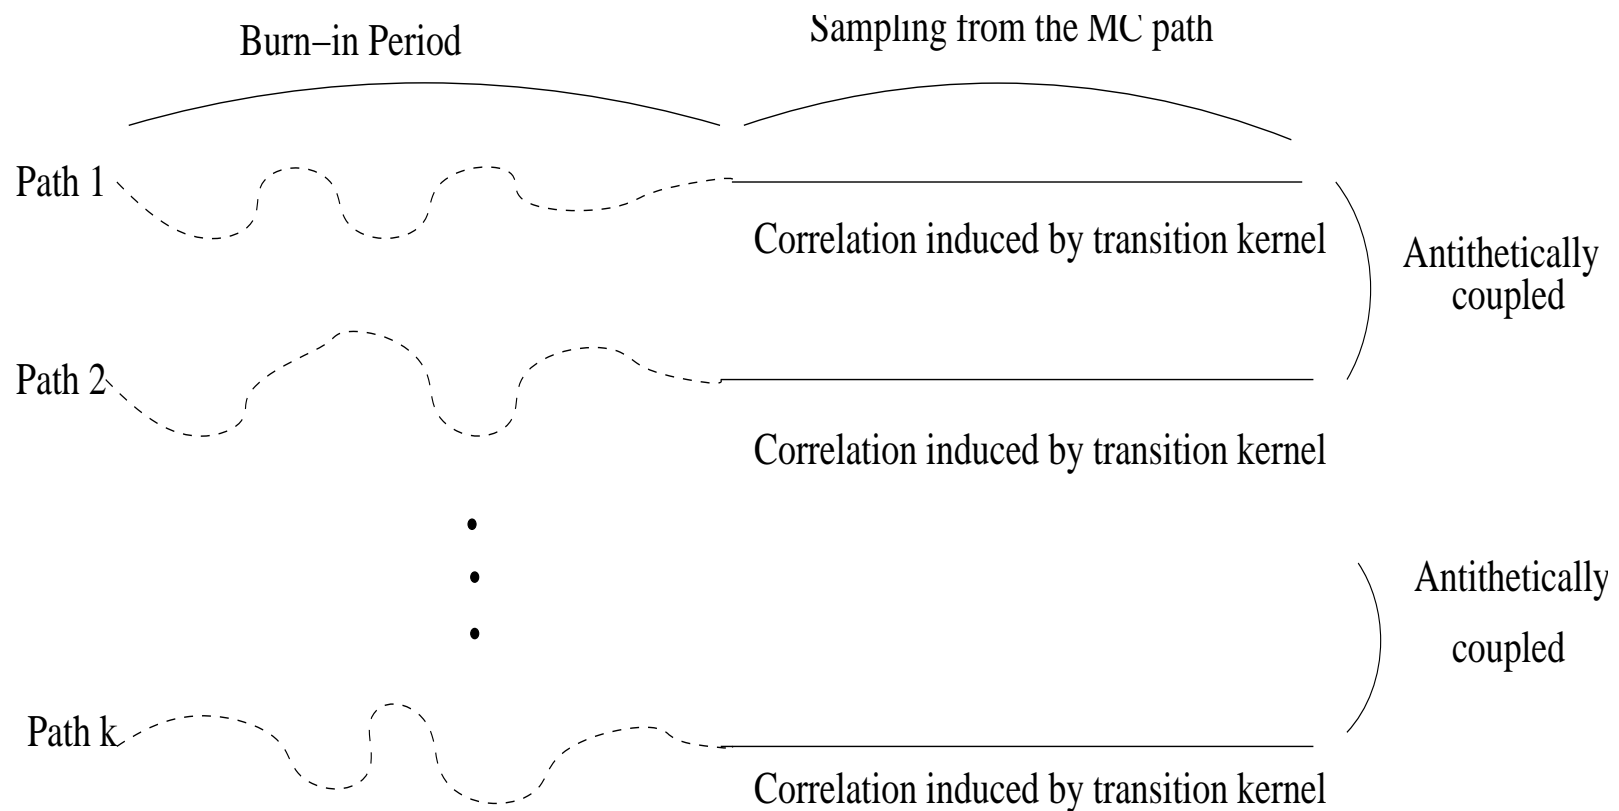 Burn–in Period
Sampling from the MC path
Path 1
Correlation induced by transition kernel
Antithetically
coupled
Path 2
Correlation induced by transition kernel
Antithetically
coupled
Path k
Correlation induced by transition kernel